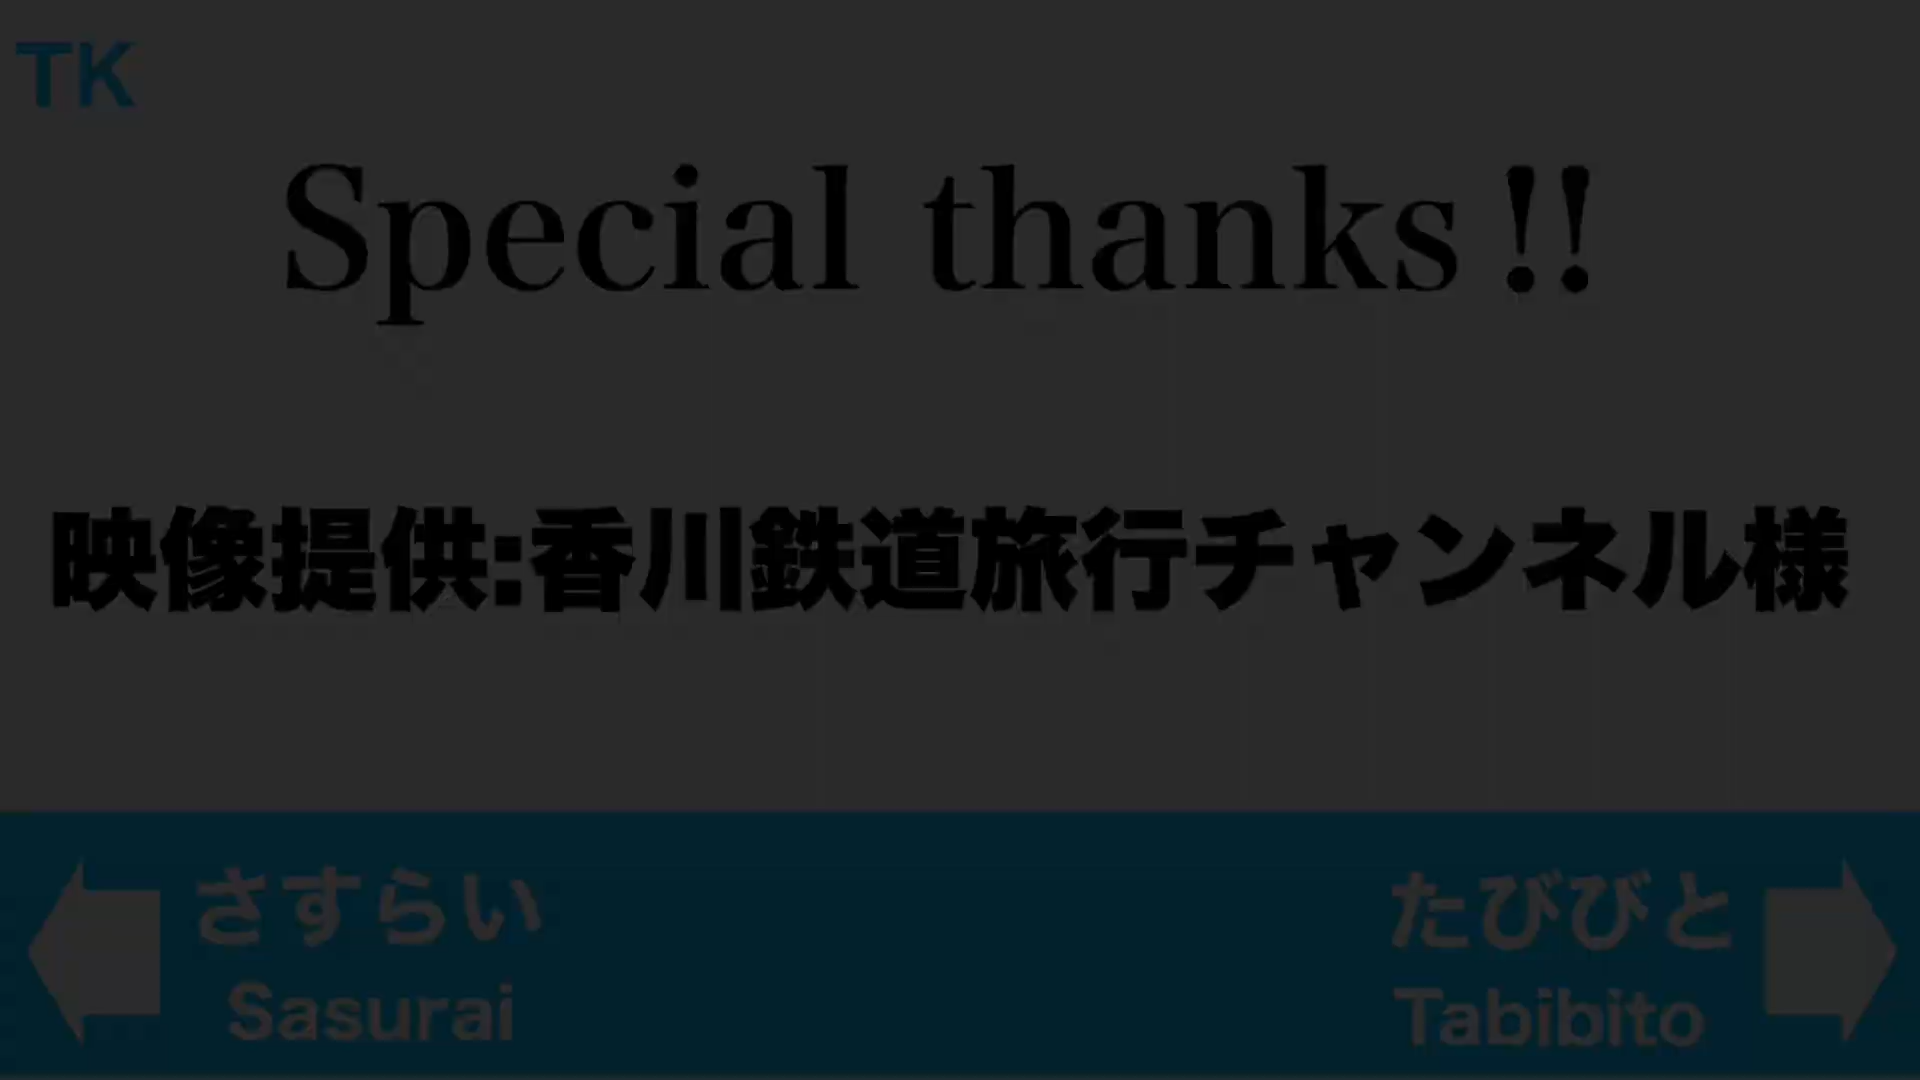 TK
Special thanks!!
映像提供:香川鉄道旅行チャンネル様
さすらい
Sasurai
たびびと
Tabibito